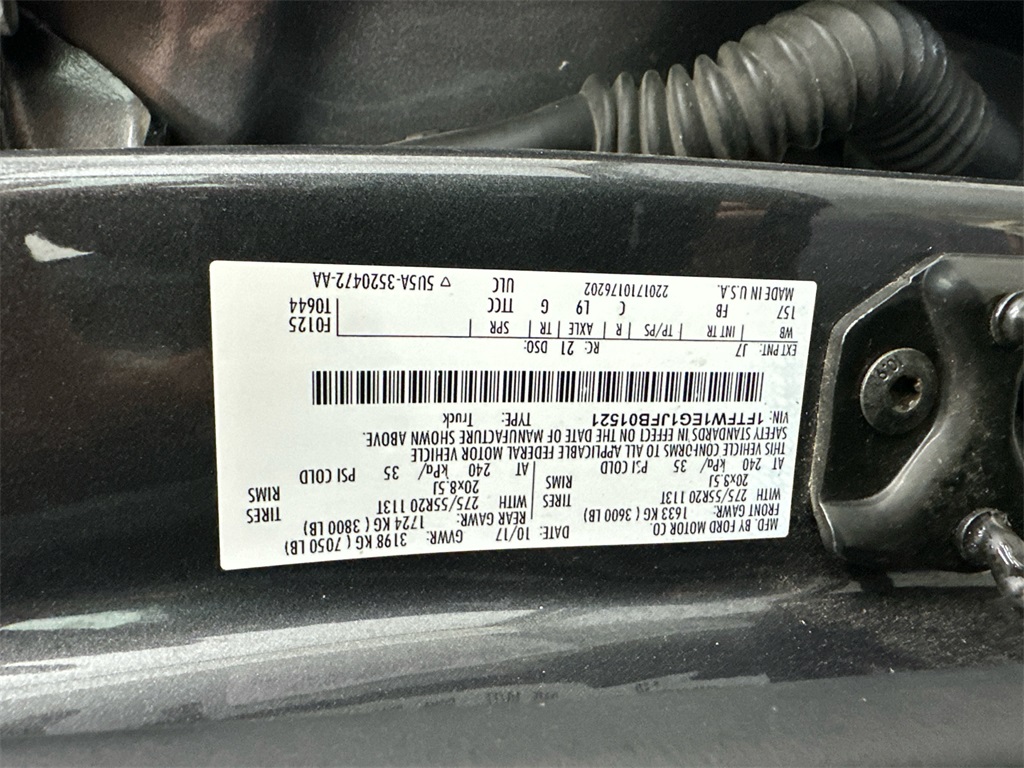 MFD. BY FORD MOTOR CO.
DATE: 10/17 GVWR: 3198 KG ( 7050 LB)
FRONT GAWR: 1633 KG ( 3600 LB) REAR GAWR: 1724 KG ( 3800 LB)
WITH 275/55R20 113T TIRES WITH 275/55R20 113T TIRES
20x8.5J RIMS 20x8.5J RIMS
AT 240 kPa/ 35 PSI COLD AT 240 kPa/ 35 PSI COLD
THIS VEHICLE CONFORMS TO ALL APPLICABLE FEDERAL MOTOR VEHICLE
SAFETY STANDARDS IN EFFECT ON THE DATE OF MANUFACTURE SHOWN ABOVE.
VIN: 1FTFW1EG1JFB01521 TYPE: Truck
EXT PNT: J7 RC: 21 DSO:
WB INT TR TP/PS R AXLE TR SPR F0125
157 FB C L9 G TTCC T0644
MADE IN U.S.A. 2201710176202 ULC ▽ 5U5A-3520472-AA
10.9